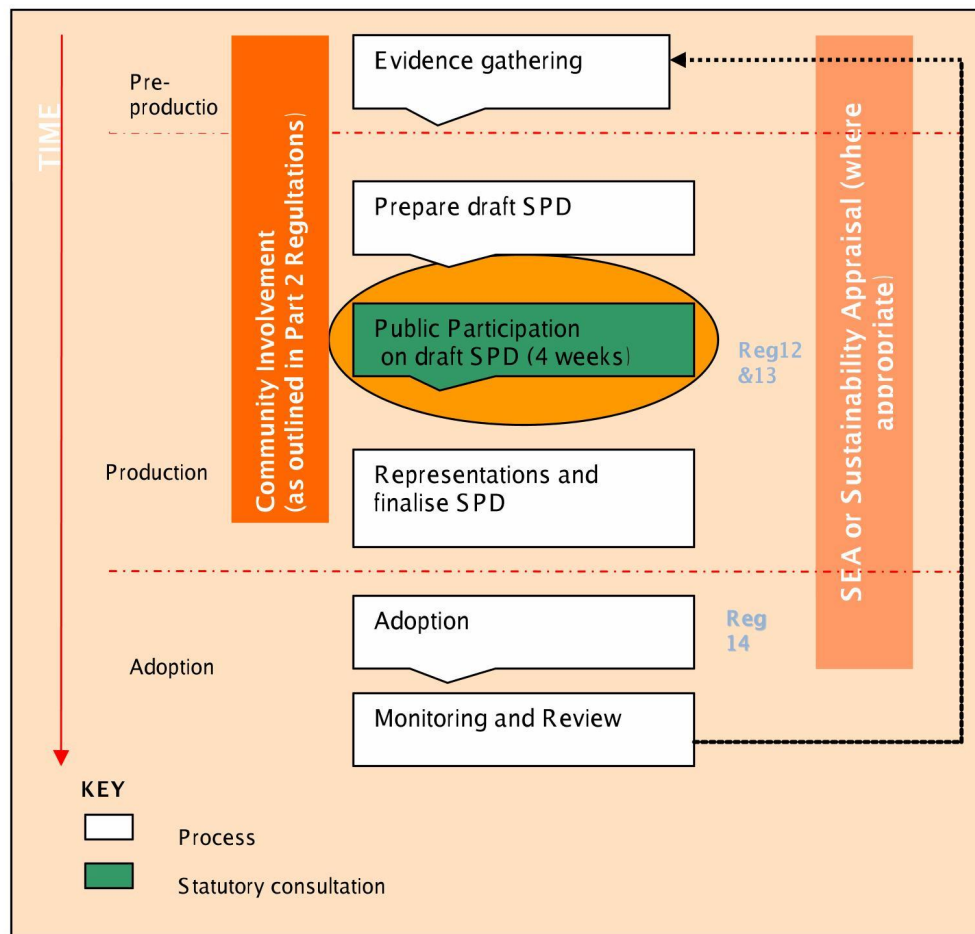 TIME
Pre-
productio
Production
Adoption
Community Involvement
(as outlined in Part 2 Regultations)
Evidence gathering
Prepare draft SPD
Public Participation
on draft SPD (4 weeks)
Representations and
finalise SPD
Adoption
Monitoring and Review
Reg12
&13
Reg
14
SEA or Sustainability Appraisal (where
appropriate)
KEY
Process
Statutory consultation